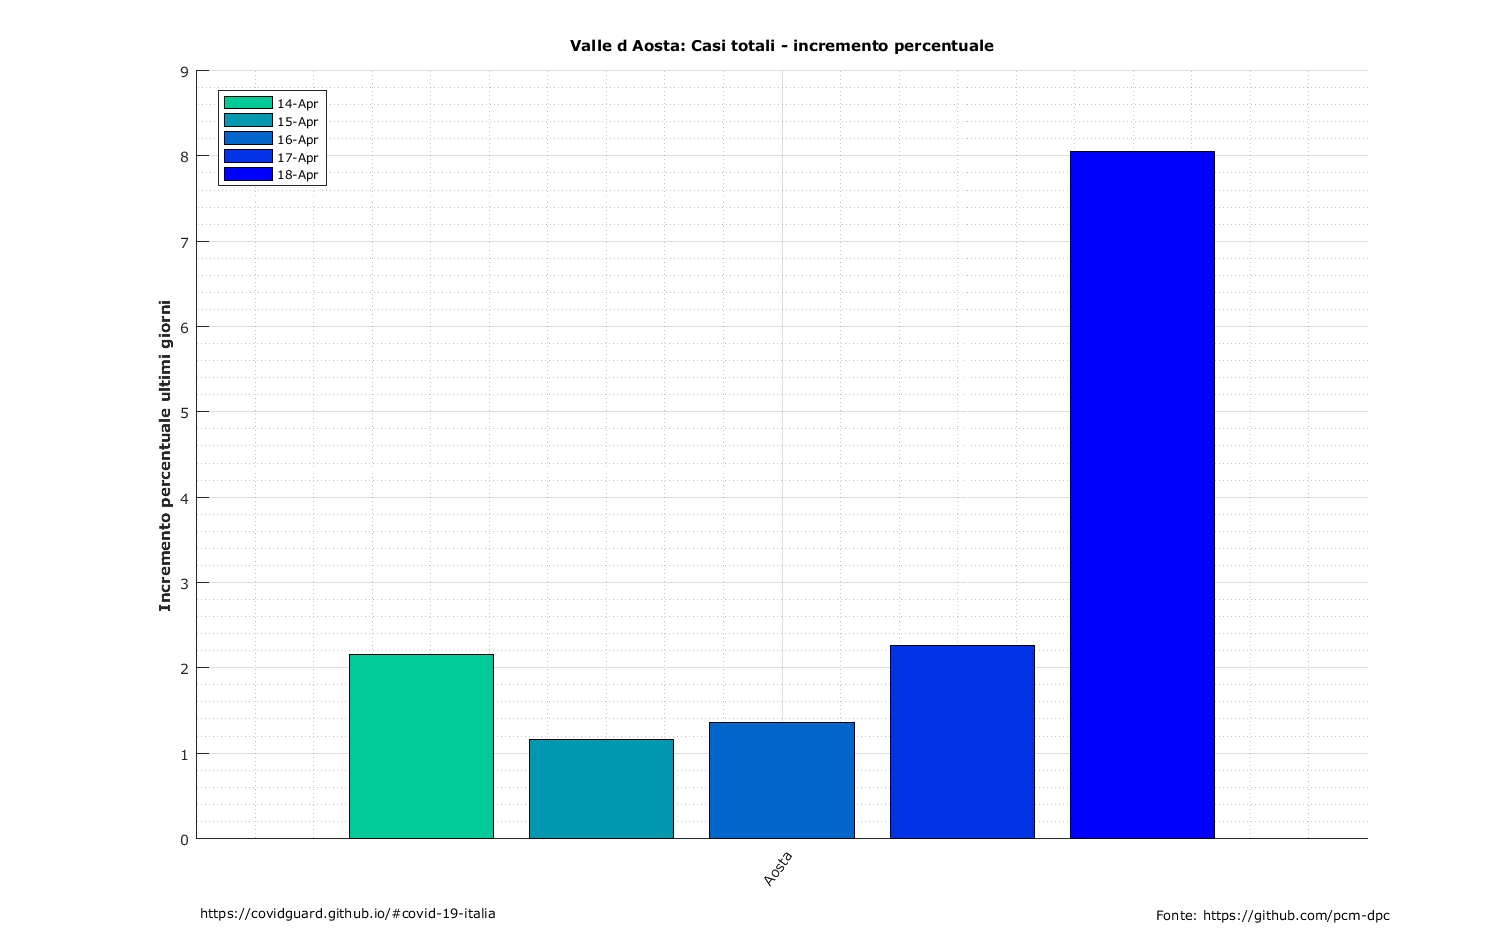 Valle d Aosta: Casi totali - incremento percentuale
9
8
7
6
5
4
3
2
1
0
Incremento percentuale ultimi giorni
14-Apr
15-Apr
16-Apr
17-Apr
18-Apr
Aosta
https://covidguard.github.io/#covid-19-italia
Fonte: https://github.com/pcm-dpc